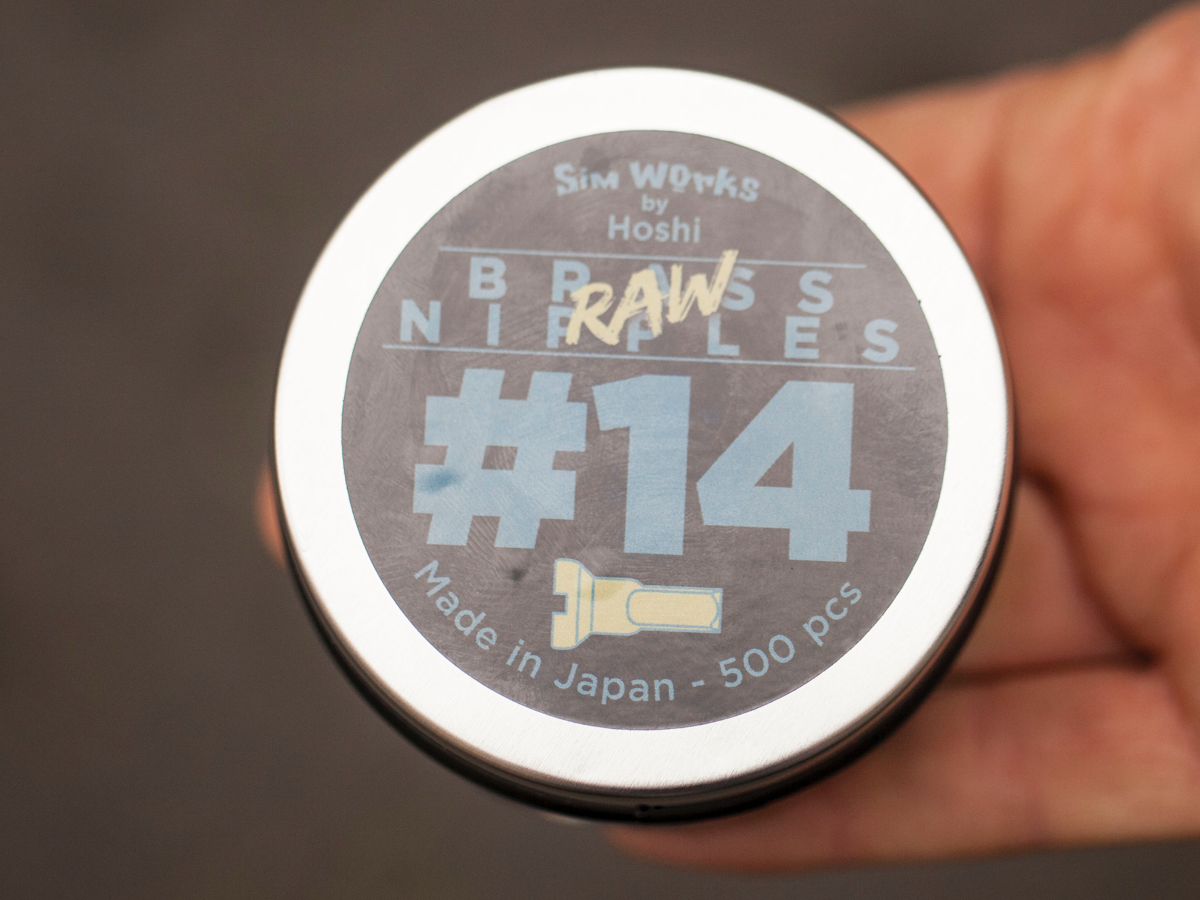 SiM WOrKs
by
Hoshi
BRASS
RAW
NIPPLES
#14
Made in Japan - 500 pcs